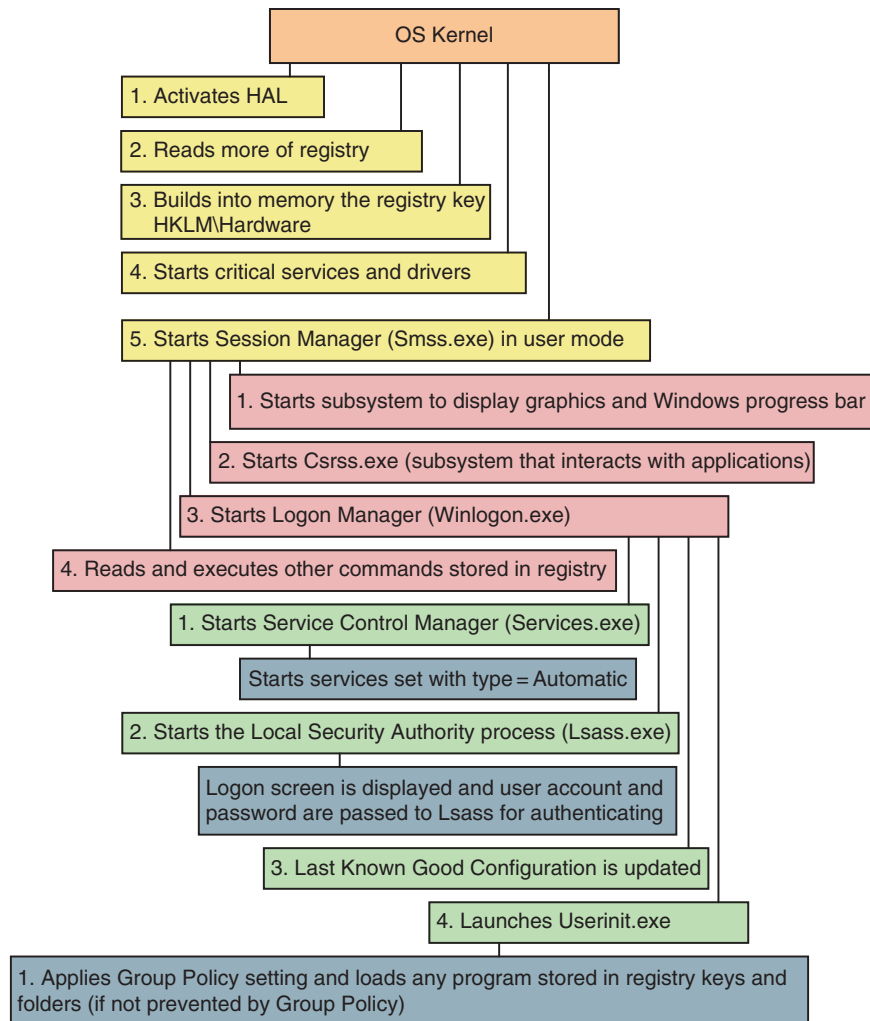 OS Kernel
1. Activates HAL
2. Reads more of registry
3. Builds into memory the registry key
HKLM\Hardware
4. Starts critical services and drivers
5. Starts Session Manager (Smss.exe) in user mode
1. Starts subsystem to display graphics and Windows progress bar
2. Starts Csrss.exe (subsystem that interacts with applications)
3. Starts Logon Manager (Winlogon.exe)
4. Reads and executes other commands stored in registry
1. Starts Service Control Manager (Services.exe)
Starts services set with type = Automatic
2. Starts the Local Security Authority process (Lsass.exe)
Logon screen is displayed and user account and
password are passed to Lsass for authenticating
3. Last Known Good Configuration is updated
4. Launches Userinit.exe
1. Applies Group Policy setting and loads any program stored in registry keys and
folders (if not prevented by Group Policy)